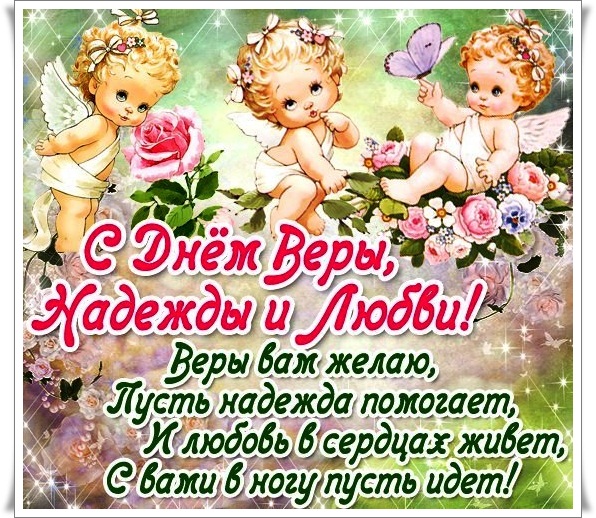 С Днём Веры,
Надежды и Любви!
Веры вам желаю,
Пусть надежда помогает,
И любовь в сердцах живет,
С вами в ногу пусть идет!